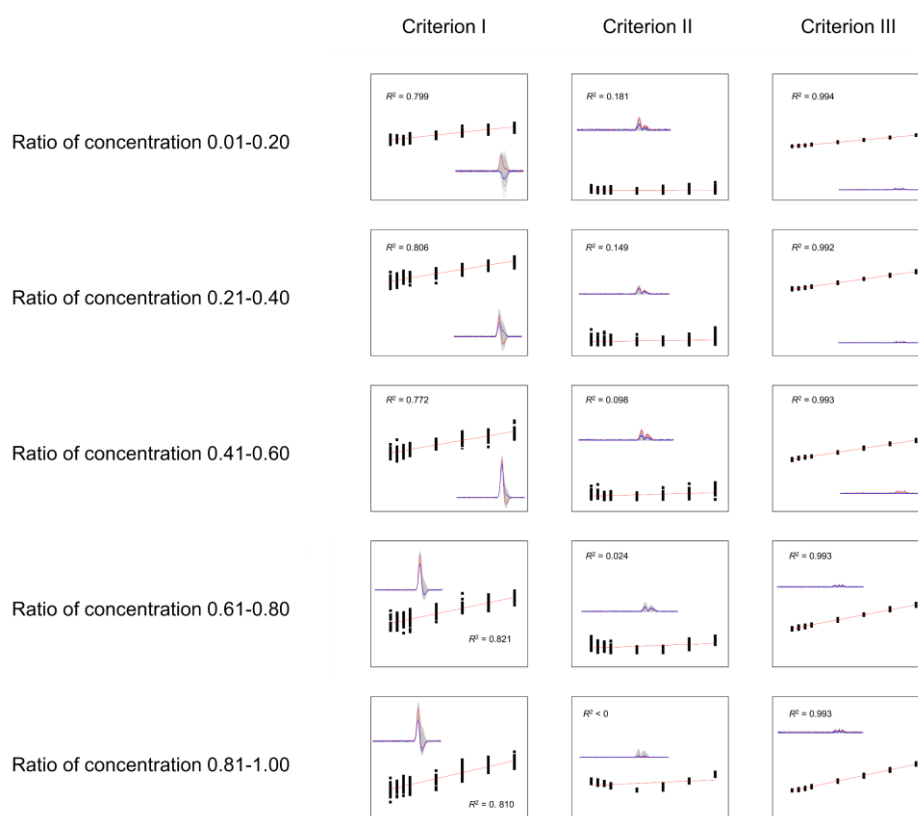 Criterion I Criterion II Criterion III
Ratio of concentration 0.01-0.20
R² = 0.799
R² = 0.181
R² = 0.994
Ratio of concentration 0.21-0.40
R² = 0.806
R² = 0.149
R² = 0.992
Ratio of concentration 0.41-0.60
R² = 0.772
R² = 0.098
R² = 0.993
Ratio of concentration 0.61-0.80
R² = 0.821
R² = 0.024
R² = 0.993
Ratio of concentration 0.81-1.00
R² = 0. 810
R² < 0
R² = 0.993